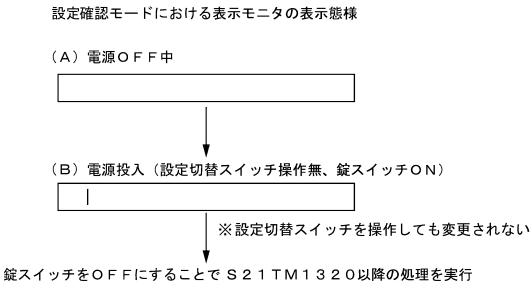 設定確認モードにおける表示モニタの表示態様
（A）電源OFF中
（B）電源投入（設定切替スイッチ操作無、錠スイッチON）
※設定切替スイッチを操作しても変更されない
錠スイッチをOFFにすることでS21TM1320以降の処理を実行